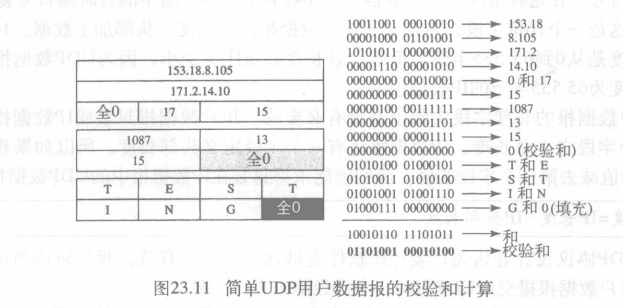 153.18.8.105
171.2.14.10
全0 17 15
1087 13
15 全0
T E S T
I N G 全0
10011001 00010010 153.18
00001000 01101001 8.105
10101011 00000010 171.2
00001110 00001010 14.10
00000000 00010001 0 和 17
00000000 00001111 15
00000100 00111111 1087
00000000 00001101 13
00000000 00001111 15
00000000 00000000 0 (校验和)
01010100 01000101 T 和 E
01010011 01010100 S 和 T
01001001 01001110 I 和 N
01000111 00000000 G 和 0(填充)
10010110 11101011 和
01101001 00010100 校验和
图23.11 简单UDP用户数据报的校验和计算